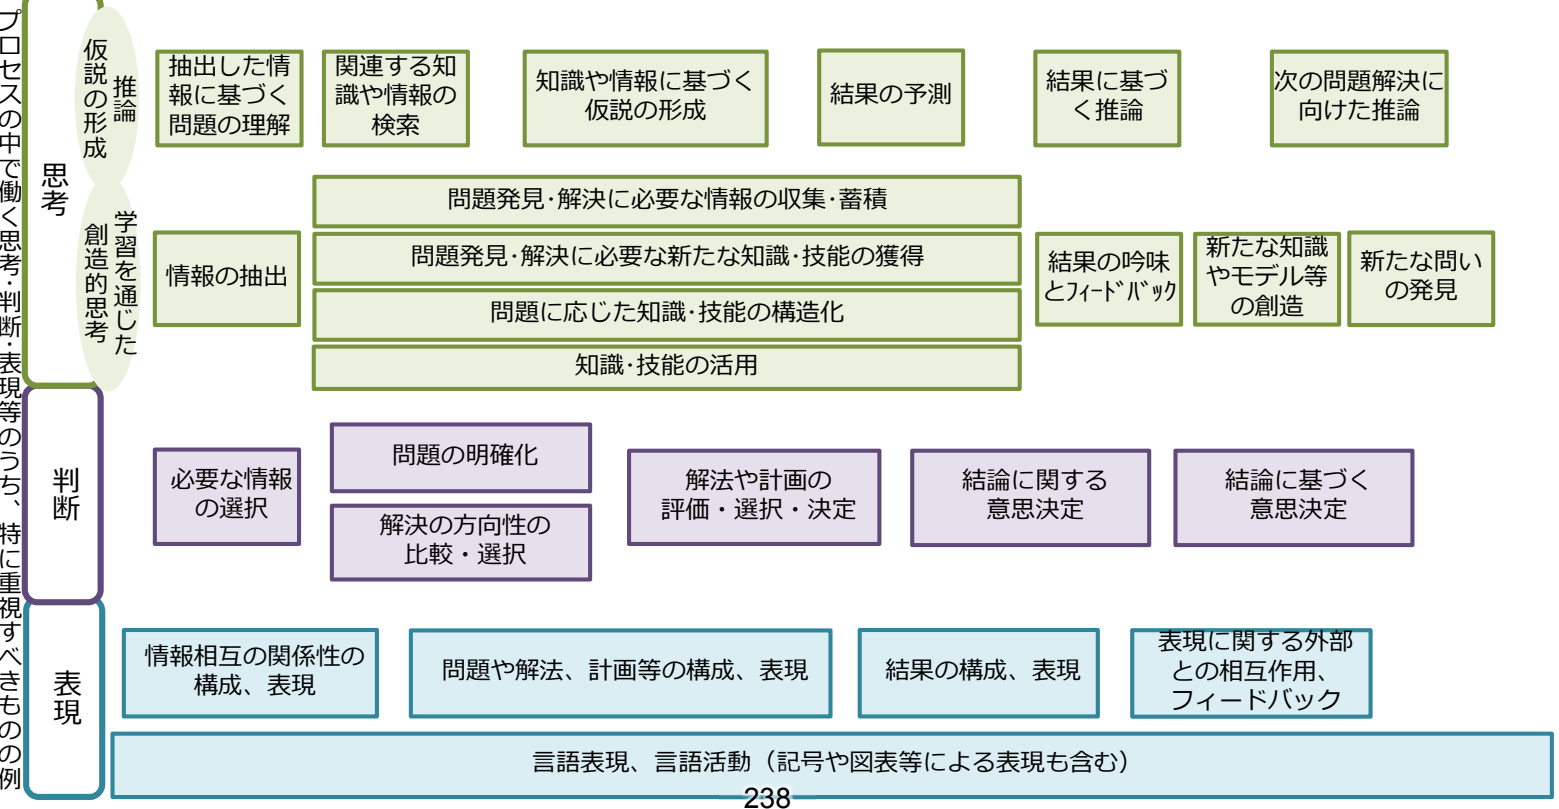 プロセスの中で働く思考・判断・表現等のうち、特に重視すべきものの例
思考
仮説の形成
推論
抽出した情
報に基づく
問題の理解
関連する知
識や情報の
検索
知識や情報に基づく
仮説の形成
結果の予測
結果に基づ
く推論
次の問題解決に
向けた推論
学習を通じた
創造的思考
情報の抽出
問題発見・解決に必要な情報の収集・蓄積
問題発見・解決に必要な新たな知識・技能の獲得
問題に応じた知識・技能の構造化
知識・技能の活用
結果の吟味
とフィードバック
新たな知識
やモデル等
の創造
新たな問い
の発見
判断
必要な情報
の選択
問題の明確化
解決の方向性の
比較・選択
解法や計画の
評価・選択・決定
結論に関する
意思決定
結論に基づく
意思決定
表現
情報相互の関係性の
構成、表現
問題や解法、計画等の構成、表現
結果の構成、表現
表現に関する外部
との相互作用、
フィードバック
言語表現、言語活動（記号や図表等による表現も含む）
238